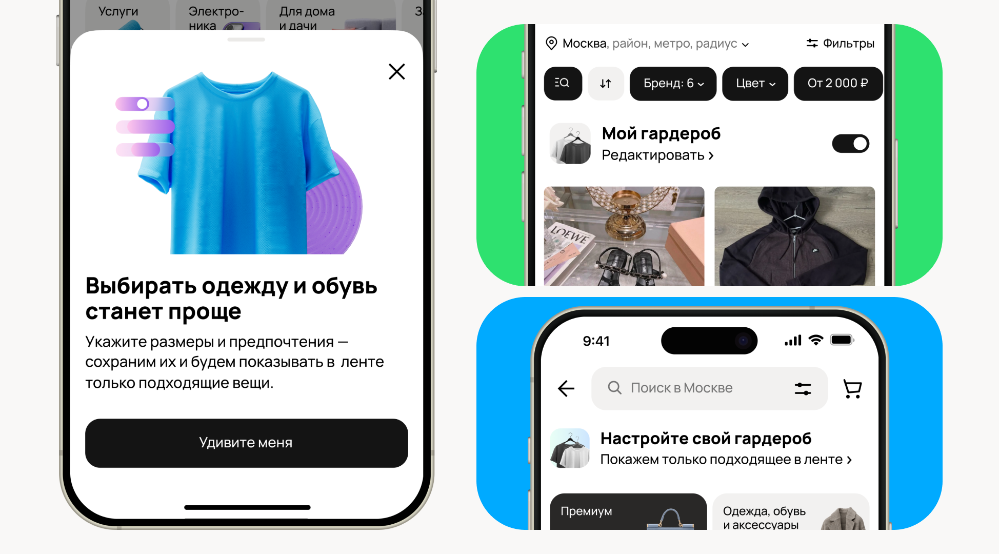 Услуги
Электро-
ника
Для дома
и дачи
Выбирать одежду и обувь
станет проще
Укажите размеры и предпочтения —
сохраним их и будем показывать в ленте
только подходящие вещи.
Удивите меня
Москва, район, метро, радиус
Фильтры
Бренд: 6
Цвет
От 2 000 ₽
Мой гардероб
Редактировать
LOEWE
miu miu
9:41
Поиск в Москве
Настройте свой гардероб
Покажем только подходящее в ленте
Премиум
Одежда, обувь
и аксессуары